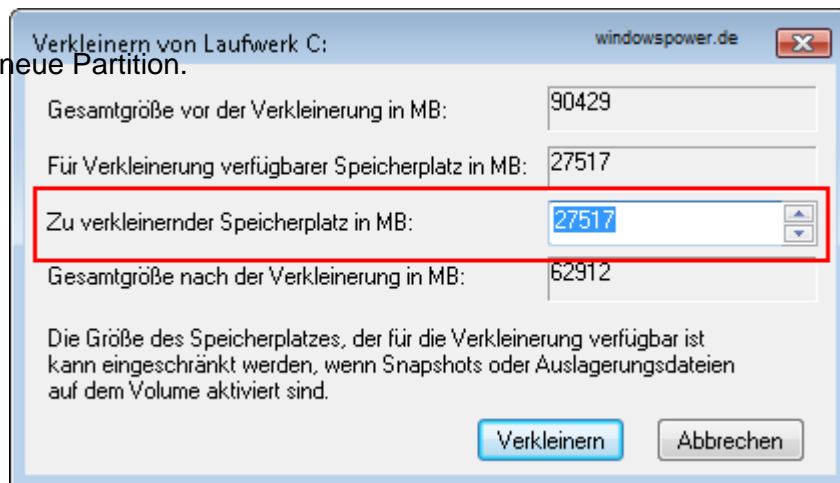 Verkleinern von Laufwerk C:
windowspower.de
neue Partition.
Gesamtgröße vor der Verkleinerung in MB:
90429
Für Verkleinerung verfügbarer Speicherplatz in MB:
27517
Zu verkleinernder Speicherplatz in MB:
27517
Gesamtgröße nach der Verkleinerung in MB:
62912
Die Größe des Speicherplatzes, der für die Verkleinerung verfügbar ist
kann eingeschränkt werden, wenn Snapshots oder Auslagerungsdateien
auf dem Volume aktiviert sind.
Verkleinern
Abbrechen